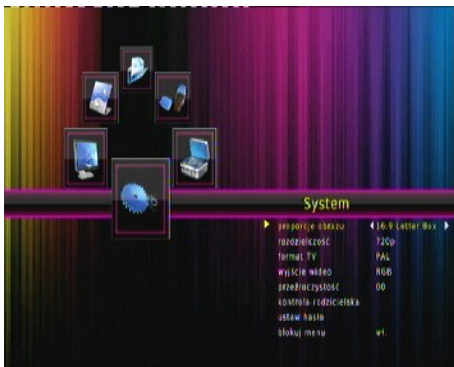 System
proporcje obrazu 16:9 Letter Box
rozdzielczość 720p
format TV PAL
wyjście wideo RGB
przeźroczystość 00
kontrola rodzicielska
ustaw hasło
blokuj menu wł.